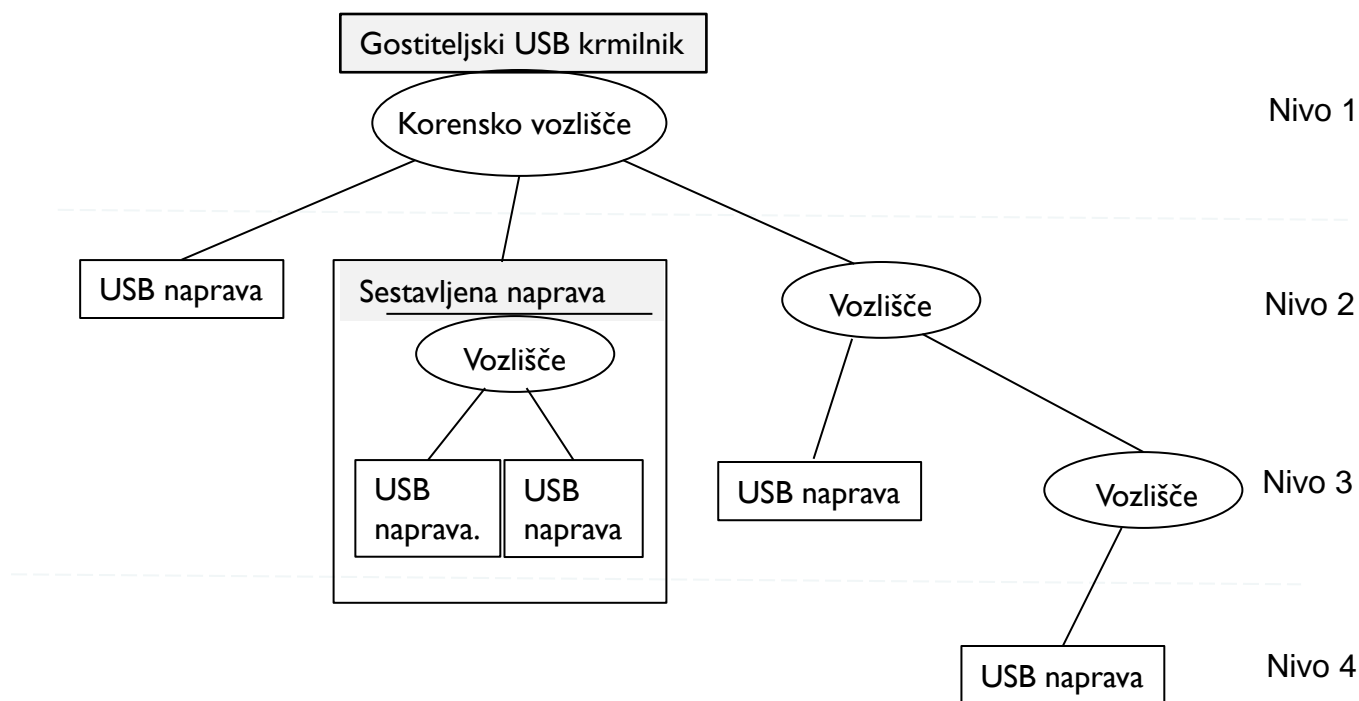 Gostiteljski USB krmilnik
Korensko vozlišče
Nivo 1
USB naprava
Sestavljena naprava
Vozlišče
Vozlišče
Nivo 2
USB
naprava.
USB
naprava
USB naprava
Vozlišče
Nivo 3
USB naprava
Nivo 4